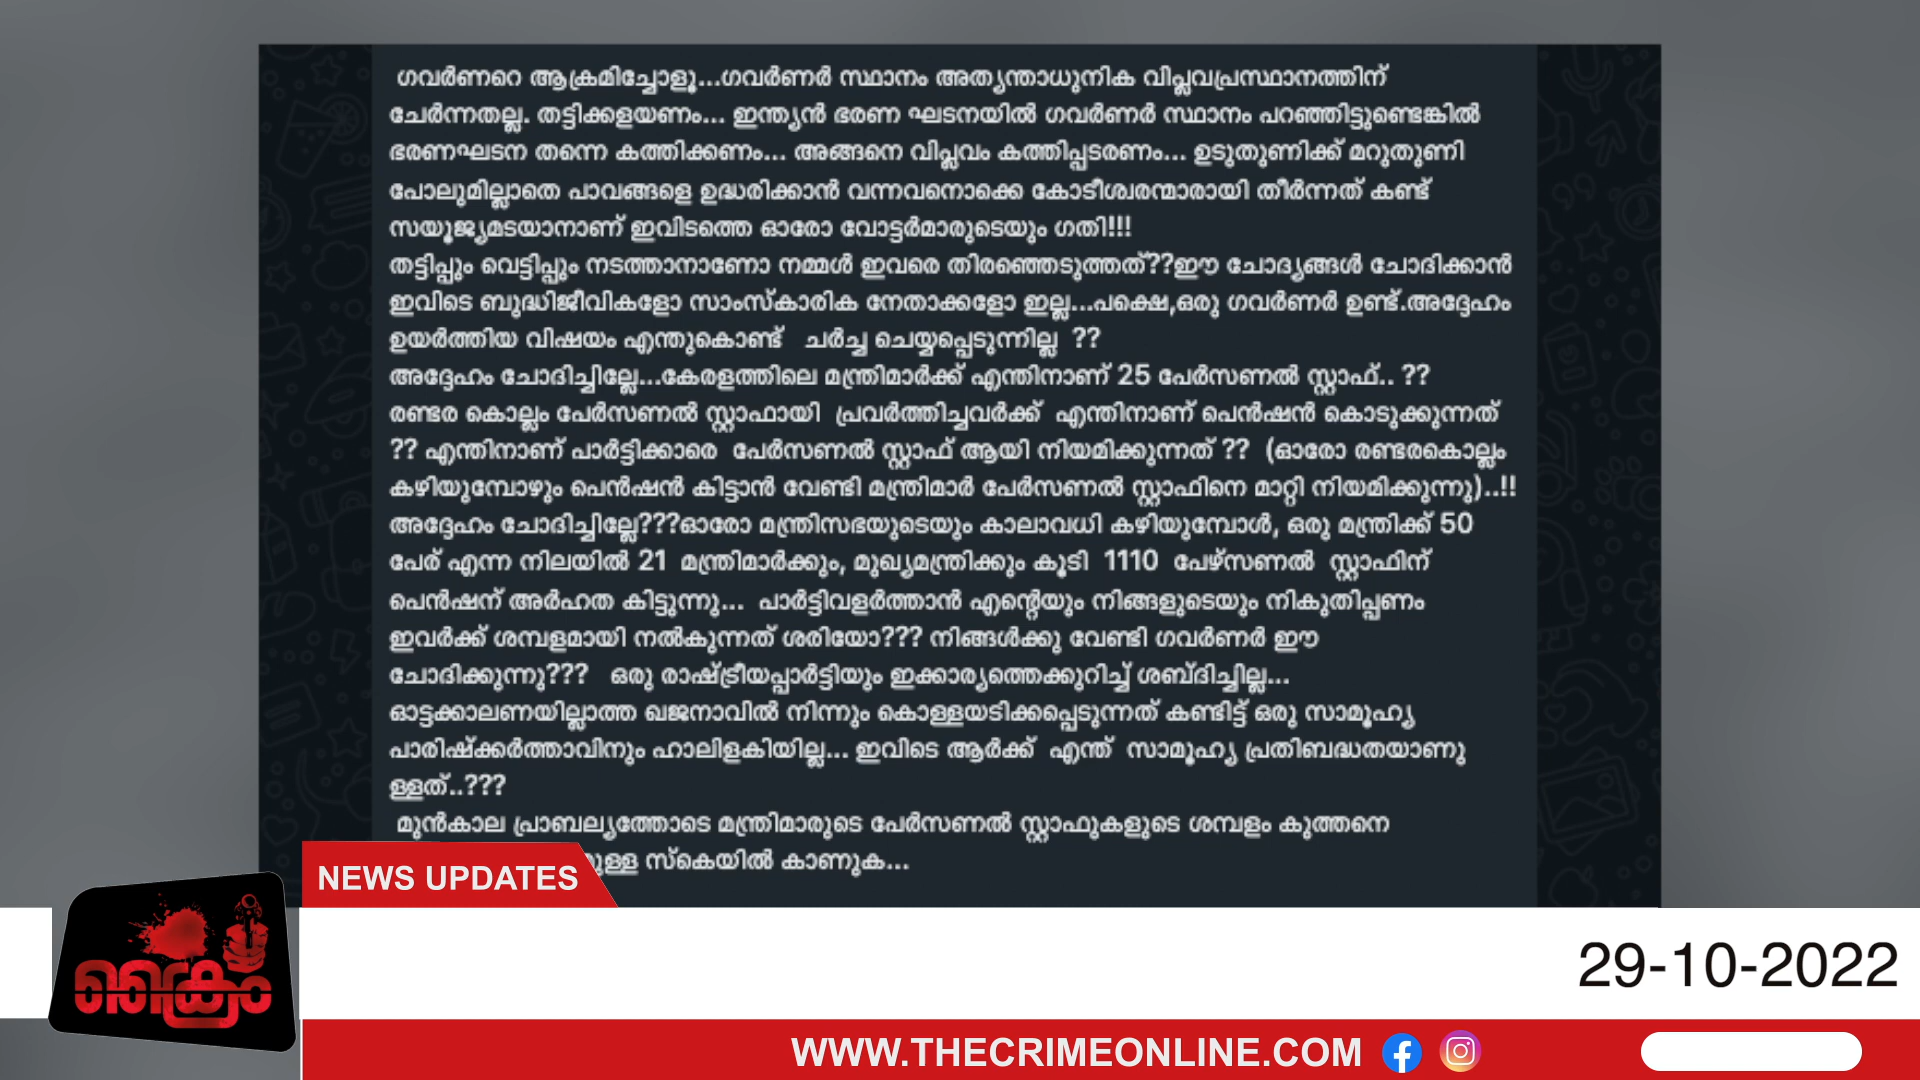 ഗവർണറെ ആക്രമിച്ചോളൂ...ഗവർണർ സ്ഥാനം അത്യന്താധുനിക വിപ്ലവപ്രസ്ഥാനത്തിന്
ചേർന്നതല്ല. തട്ടിക്കളയണം... ഇന്ത്യൻ ഭരണ ഘടനയിൽ ഗവർണർ സ്ഥാനം പറഞ്ഞിട്ടുണ്ടെങ്കിൽ
ഭരണഘടന തന്നെ കത്തിക്കണം... അങ്ങനെ വിപ്ലവം കത്തിപ്പടരണം... ഉടുതുണിക്ക് മറുതുണി
പോലുമില്ലാതെ പാവങ്ങളെ ഉദ്ധരിക്കാൻ വന്നവനൊക്കെ കോടീശ്വരന്മാരായി തീർന്നത് കണ്ട്
സയൂജ്യമടയാനാണ് ഇവിടത്തെ ഓരോ വോട്ടർമാരുടെയും ഗതി!!!
തട്ടിപ്പും വെട്ടിപ്പും നടത്താനാണോ നമ്മൾ ഇവരെ തിരഞ്ഞെടുത്തത്??ഈ ചോദ്യങ്ങൾ ചോദിക്കാൻ
ഇവിടെ ബുദ്ധിജീവികളോ സാംസ്കാരിക നേതാക്കളോ ഇല്ല...പക്ഷെ,ഒരു ഗവർണർ ഉണ്ട്.അദ്ദേഹം
ഉയർത്തിയ വിഷയം എന്തുകൊണ്ട് ചർച്ച ചെയ്യപ്പെടുന്നില്ല ??
അദ്ദേഹം ചോദിച്ചില്ലേ...കേരളത്തിലെ മന്ത്രിമാർക്ക് എന്തിനാണ് 25 പേർസണൽ സ്റ്റാഫ്.. ??
രണ്ടര കൊല്ലം പേർസണൽ സ്റ്റാഫായി പ്രവർത്തിച്ചവർക്ക് എന്തിനാണ് പെൻഷൻ കൊടുക്കുന്നത്
?? എന്തിനാണ് പാർട്ടിക്കാരെ പേർസണൽ സ്റ്റാഫ് ആയി നിയമിക്കുന്നത് ?? (ഓരോ രണ്ടരകൊല്ലം
കഴിയുമ്പോഴും പെൻഷൻ കിട്ടാൻ വേണ്ടി മന്ത്രിമാർ പേർസണൽ സ്റ്റാഫിനെ മാറ്റി നിയമിക്കുന്നു)..!!
അദ്ദേഹം ചോദിച്ചില്ലേ???ഓരോ മന്ത്രിസഭയുടെയും കാലാവധി കഴിയുമ്പോൾ, ഒരു മന്ത്രിക്ക് 50
പേര് എന്ന നിലയിൽ 21 മന്ത്രിമാർക്കും, മുഖ്യമന്ത്രിക്കും കൂടി 1110 പേഴ്സണൽ സ്റ്റാഫിന്
പെൻഷന് അർഹത കിട്ടുന്നു... പാർട്ടിവളർത്താൻ എന്റെയും നിങ്ങളുടെയും നികുതിപ്പണം
ഇവർക്ക് ശമ്പളമായി നൽകുന്നത് ശരിയോ??? നിങ്ങൾക്കു വേണ്ടി ഗവർണർ ഈ
ചോദിക്കുന്നു??? ഒരു രാഷ്ട്രീയപ്പാർട്ടിയും ഇക്കാര്യത്തെക്കുറിച്ച് ശബ്ദിച്ചില്ല...
ഓട്ടക്കാലണയില്ലാത്ത ഖജനാവിൽ നിന്നും കൊള്ളയടിക്കപ്പെടുന്നത് കണ്ടിട്ട് ഒരു സാമൂഹ്യ
പാരിഷ്ക്കർത്താവിനും ഹാലിളകിയില്ല... ഇവിടെ ആർക്ക് എന്ത് സാമൂഹ്യ പ്രതിബദ്ധതയാണു
ള്ളത്..???
മുൻകാല പ്രാബല്യത്തോടെ മന്ത്രിമാരുടെ പേർസണൽ സ്റ്റാഫുകളുടെ ശമ്പളം കുത്തനെ
സ്കെയിൽ കാണുക...
NEWS UPDATES
ക്രൈം
29-10-2022
WWW.THECRIMEONLINE.COM